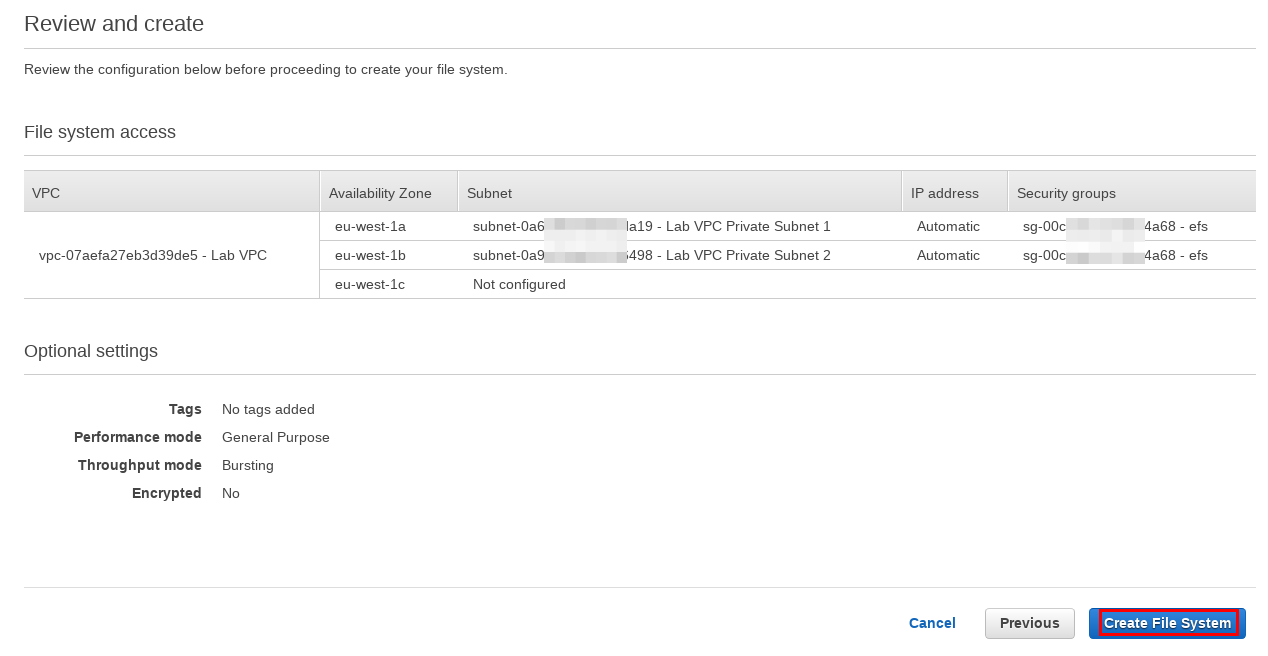 Review and create
Review the configuration below before proceeding to create your file system.
File system access
VPC Availability Zone Subnet IP address Security groups
vpc-07aefa27eb3d39de5 - Lab VPC
eu-west-1a subnet-0a6 a19 - Lab VPC Private Subnet 1 Automatic sg-00c 4a68 - efs
eu-west-1b subnet-0a9 498 - Lab VPC Private Subnet 2 Automatic sg-00c 4a68 - efs
eu-west-1c Not configured
Optional settings
Tags No tags added
Performance mode General Purpose
Throughput mode Bursting
Encrypted No
Cancel Previous Create File System